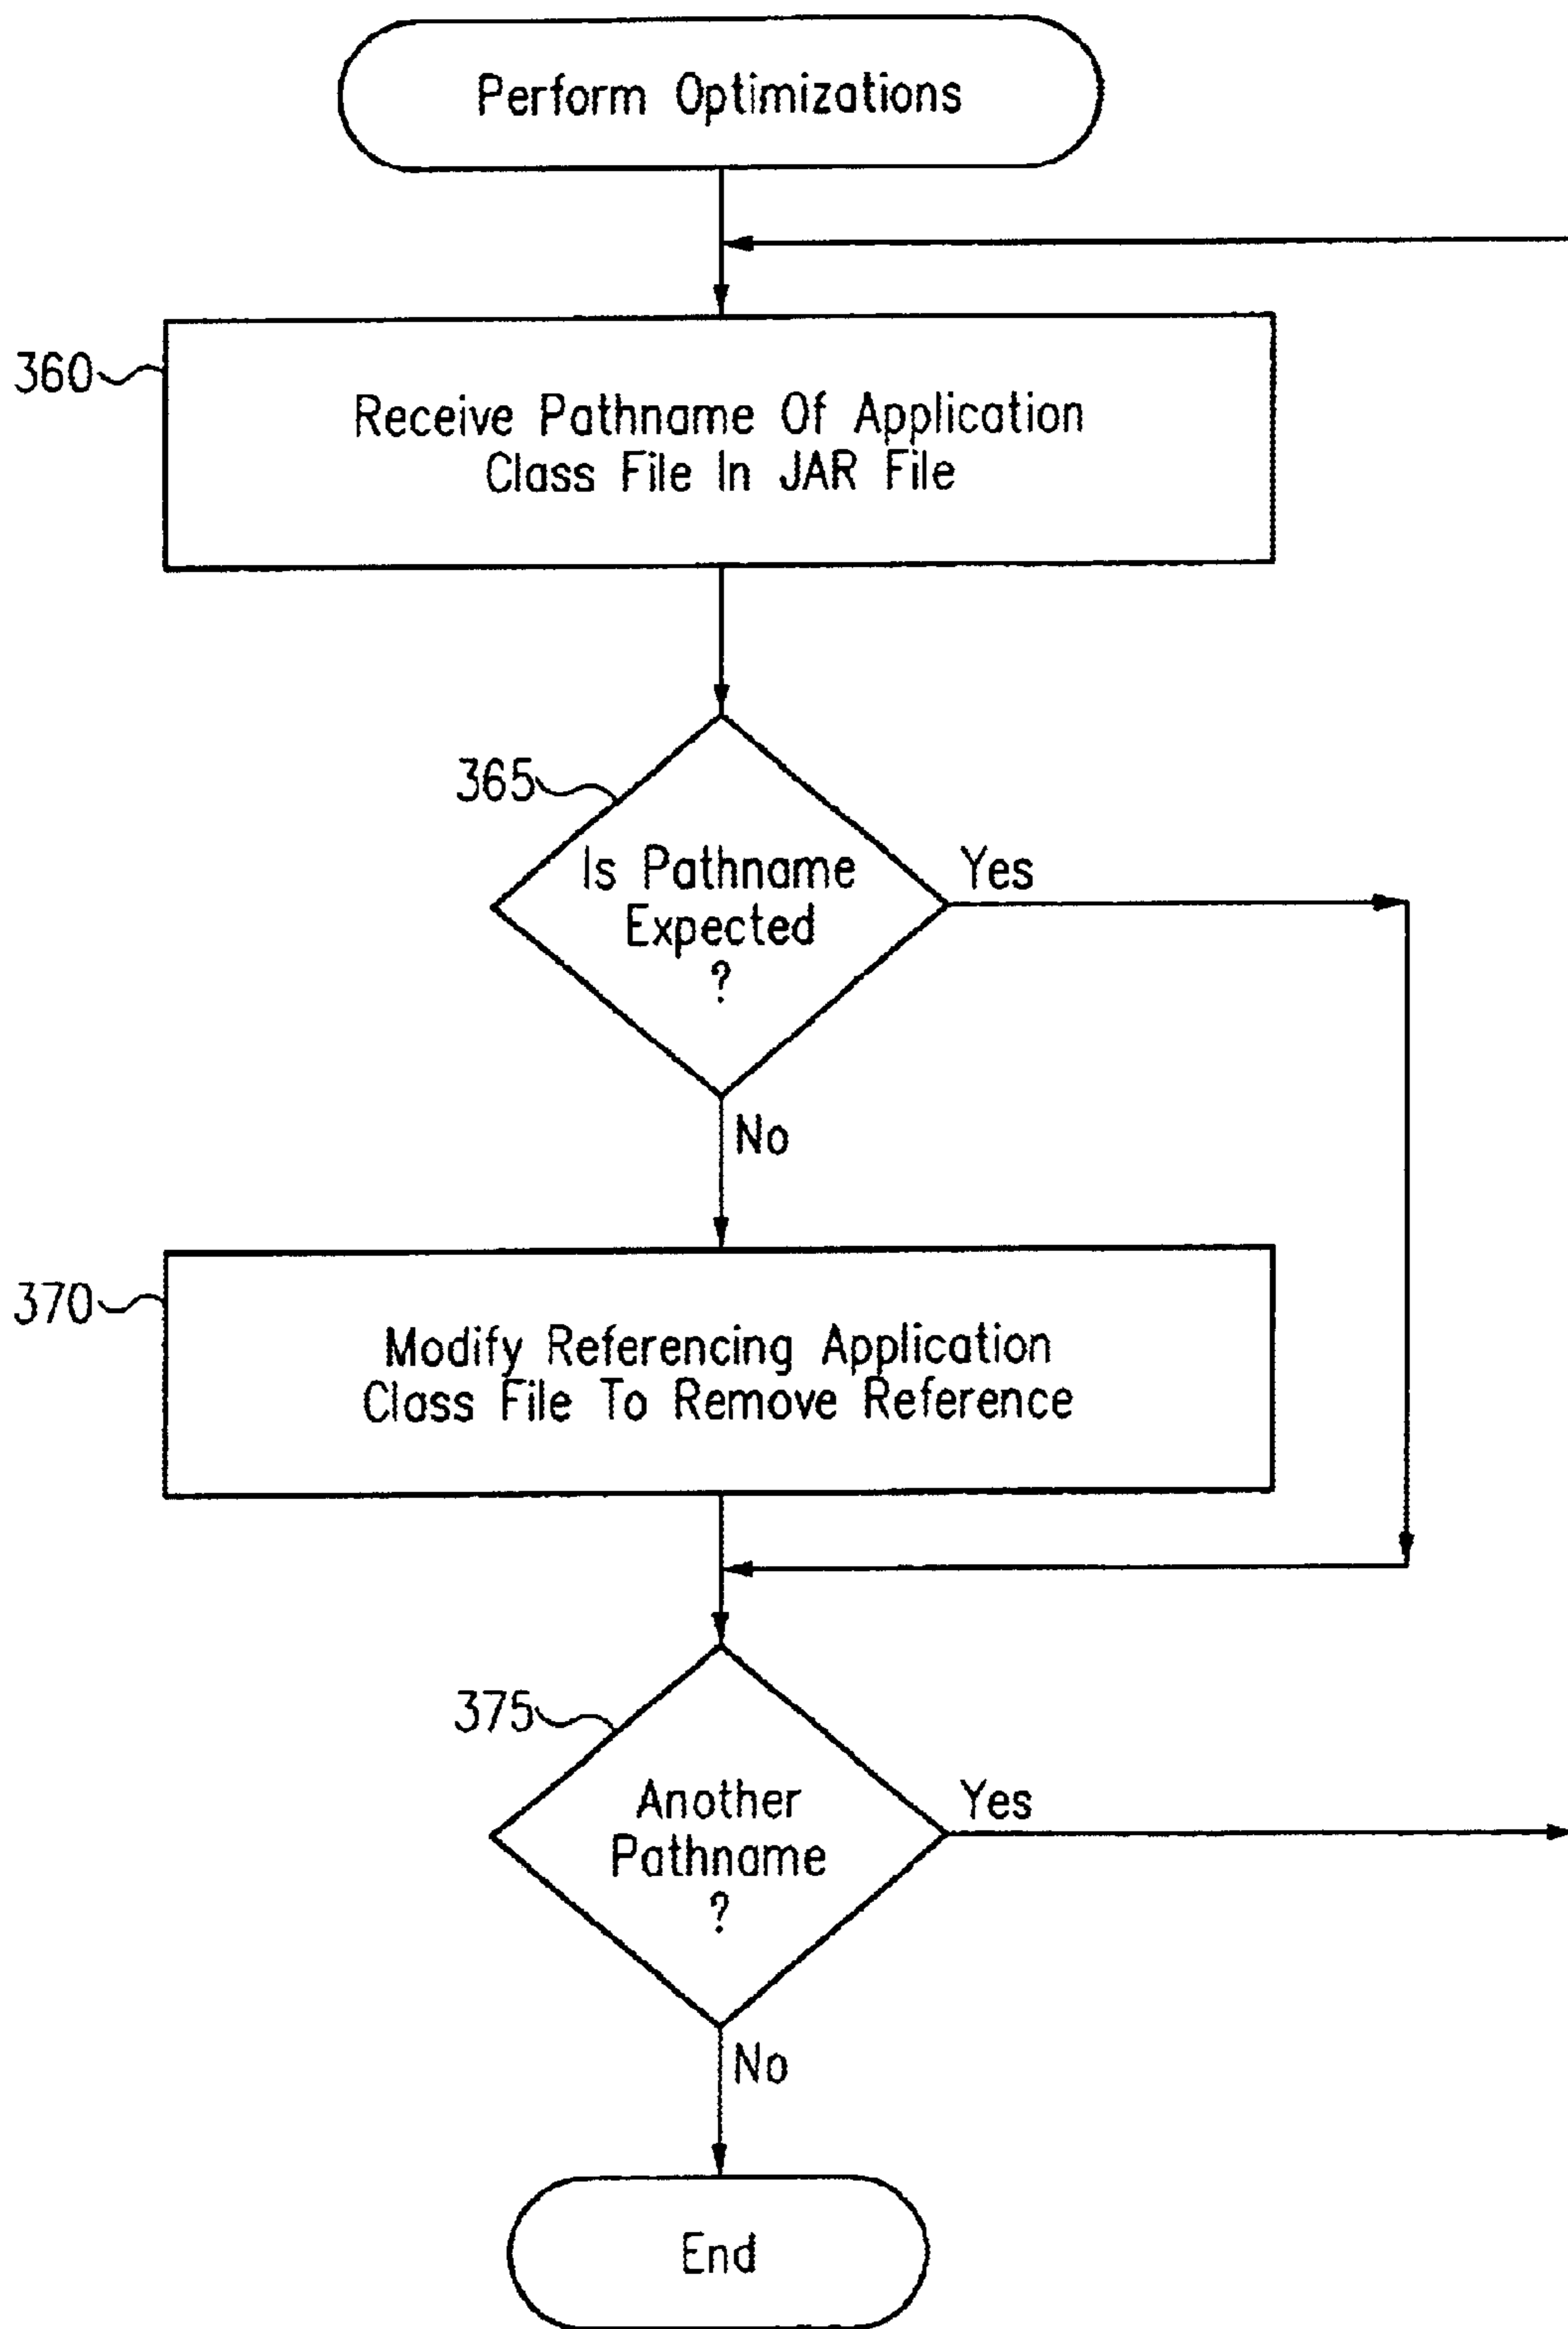 Perform Optimizations
360
Receive Pathname Of Application
Class File In JAR File
365
Is Pathname
Expected
?
Yes
No
370
Modify Referencing Application
Class File To Remove Reference
375
Another
Pathname
?
Yes
No
End